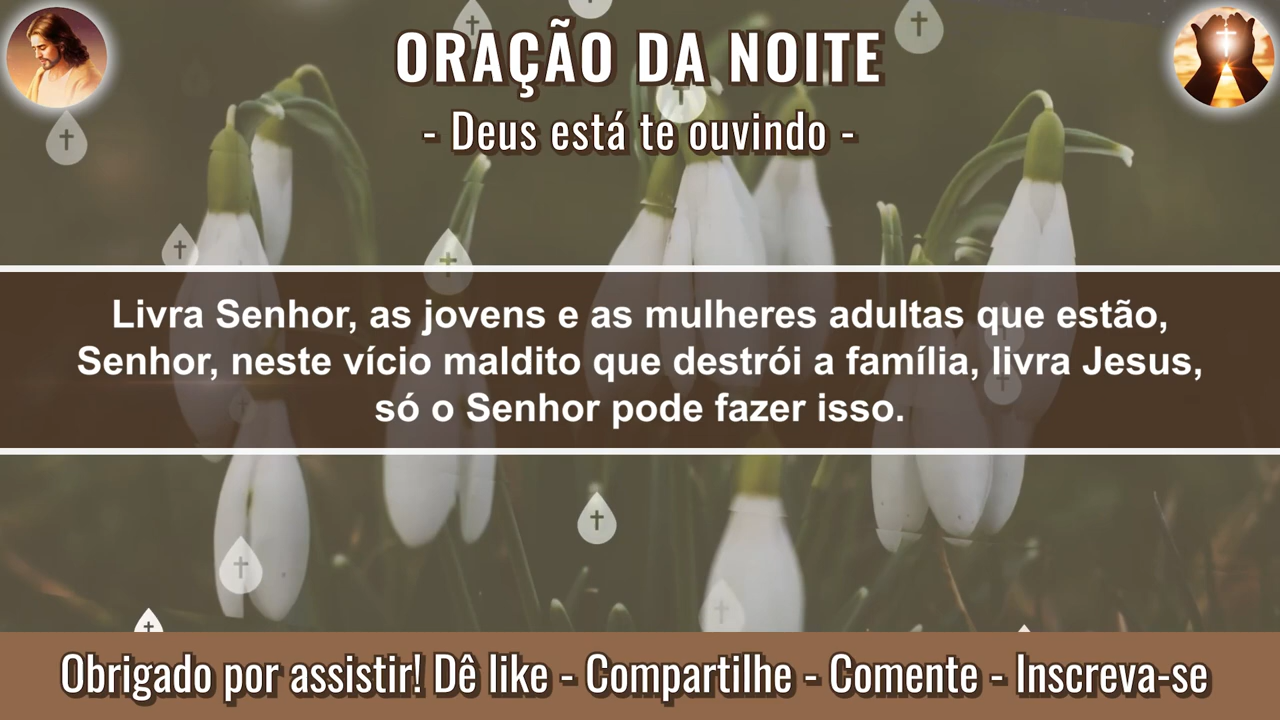 ORAÇÃO DA NOITE
- Deus está te ouvindo -
Livra Senhor, as jovens e as mulheres adultas que estão,
Senhor, neste vício maldito que destrói a família, livra Jesus,
só o Senhor pode fazer isso.
Obrigado por assistir! Dê like - Compartilhe - Comente - Inscreva-se